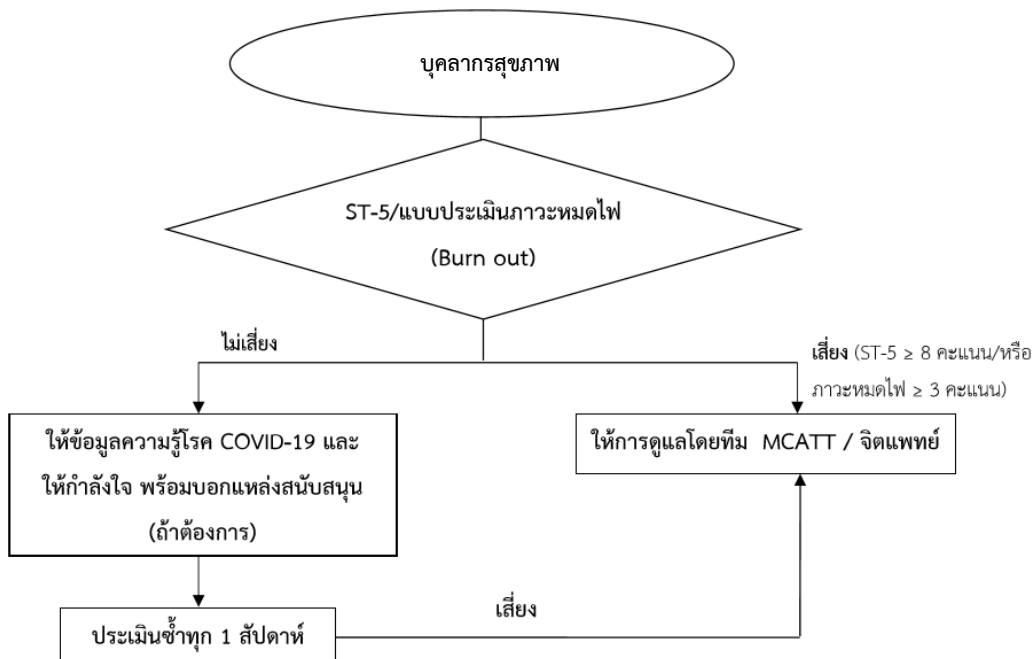 บุคลากรสุขภาพ
ST-5/แบบประเมินภาวะหมดไฟ
(Burn out)
ไม่เสี่ยง
เสี่ยง (ST-5 ≥ 8 คะแนน/หรือ
ภาวะหมดไฟ ≥ 3 คะแนน)
ให้ข้อมูลความรู้โรค COVID-19 และ
ให้กำลังใจ พร้อมบอกแหล่งสนับสนุน
(ถ้าต้องการ)
ให้การดูแลโดยทีม MCATT / จิตแพทย์
ประเมินซ้ำทุก 1 สัปดาห์
เสี่ยง